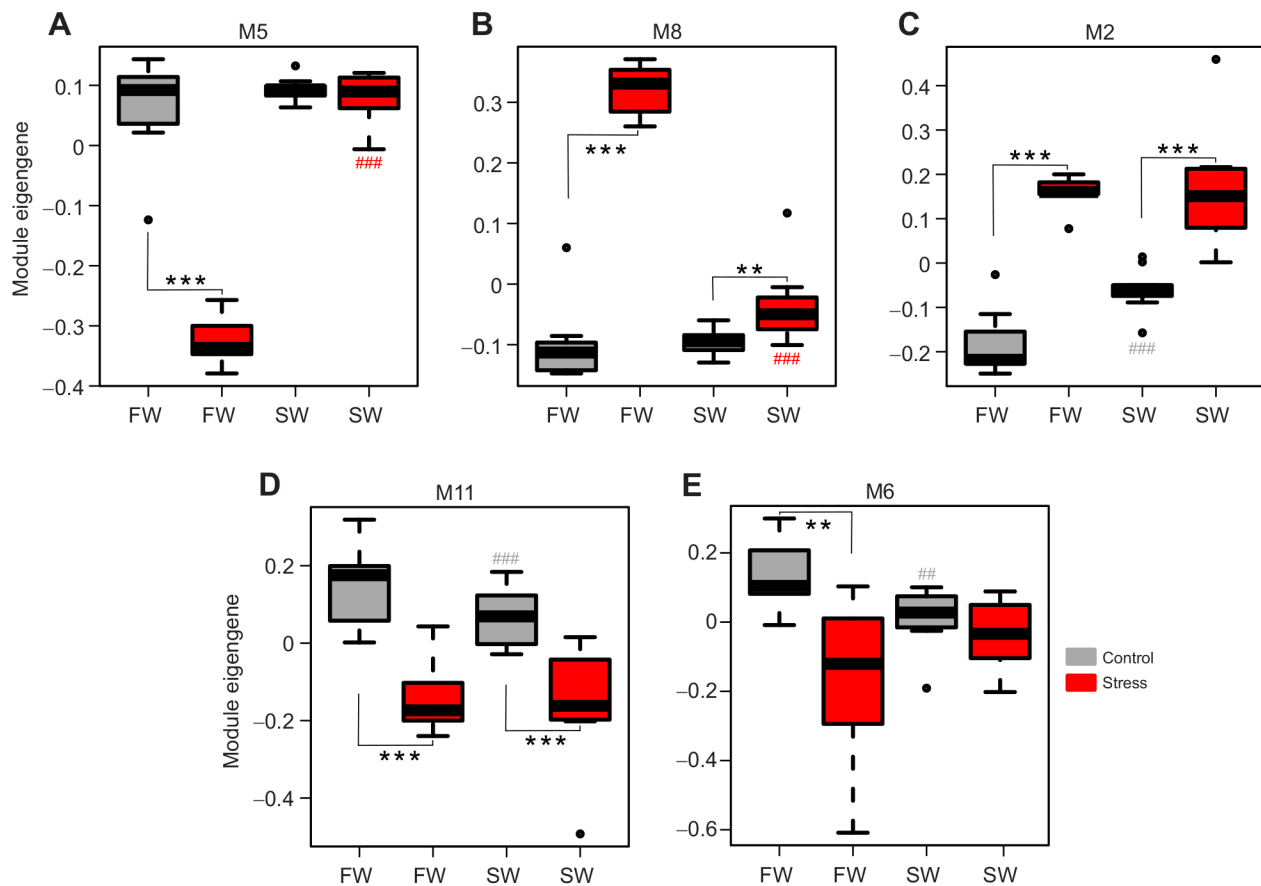 A
M5
Module eigengene
0.1
0
−0.1
−0.2
−0.3
−0.4
***
###
FW
FW
SW
SW
B
M8
0.3
0.2
0.1
0
−0.1
***
**
###
FW
FW
SW
SW
C
M2
0.4
0.3
0.2
0.1
0
−0.1
−0.2
***
***
###
FW
FW
SW
SW
D
M11
Module eigengene
0.2
0
−0.2
−0.4
###
***
***
FW
FW
SW
SW
E
M6
0.2
0
−0.2
−0.4
−0.6
**
##
FW
FW
SW
SW
Control
Stress